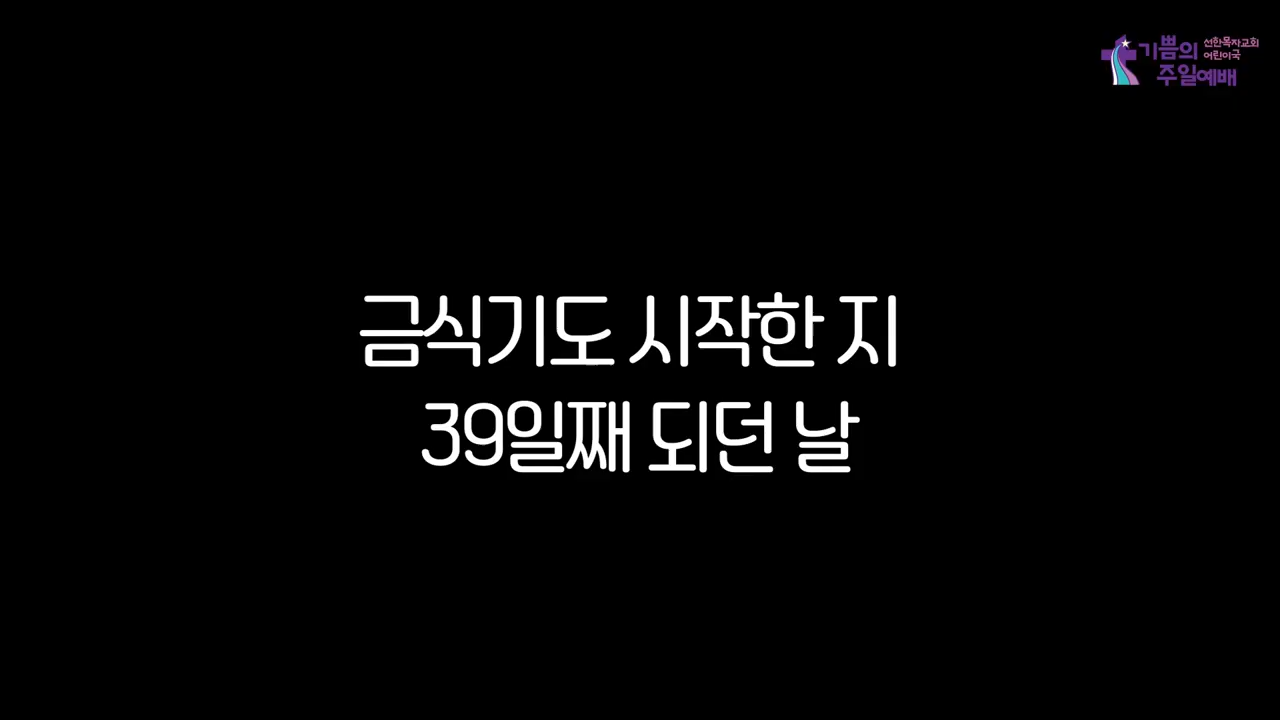 기쁨의
주일예배
선한목자교회
어린이국
금식기도 시작한 지
39일째 되던 날